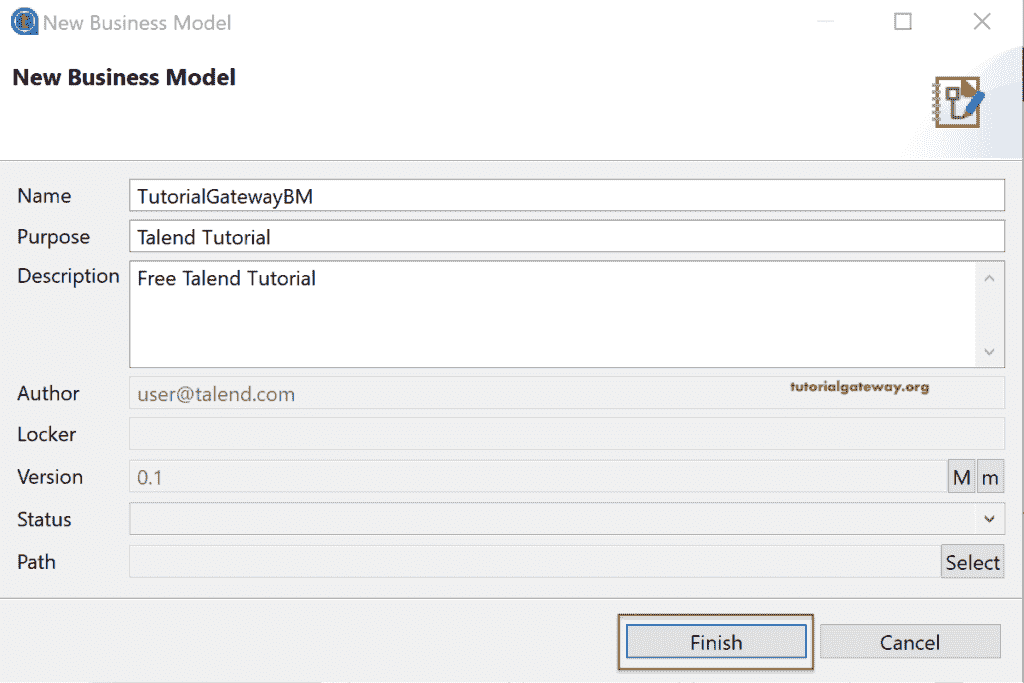 New Business Model
New Business Model
Name TutorialGatewayBM
Purpose Talend Tutorial
Description Free Talend Tutorial
Author user@talend.com tutorialgateway.org
Locker
Version 0.1 M m
Status
Path Select
Finish Cancel